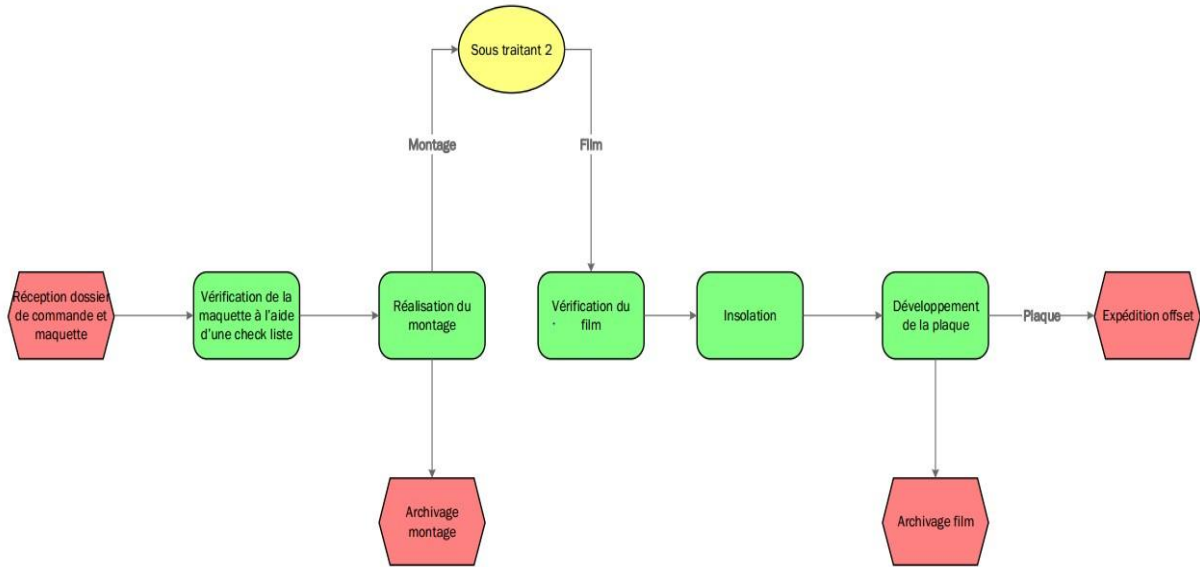 Sous traitant 2
Montage
Film
Réception dossier
de commande et
maquette
Vérification de la
maquette à l'aide
d'une check liste
Réalisation du
montage
Vérification du
film
Insolation
Développement
de la plaque
Plaque
Expédition offset
Archivage
montage
Archivage film